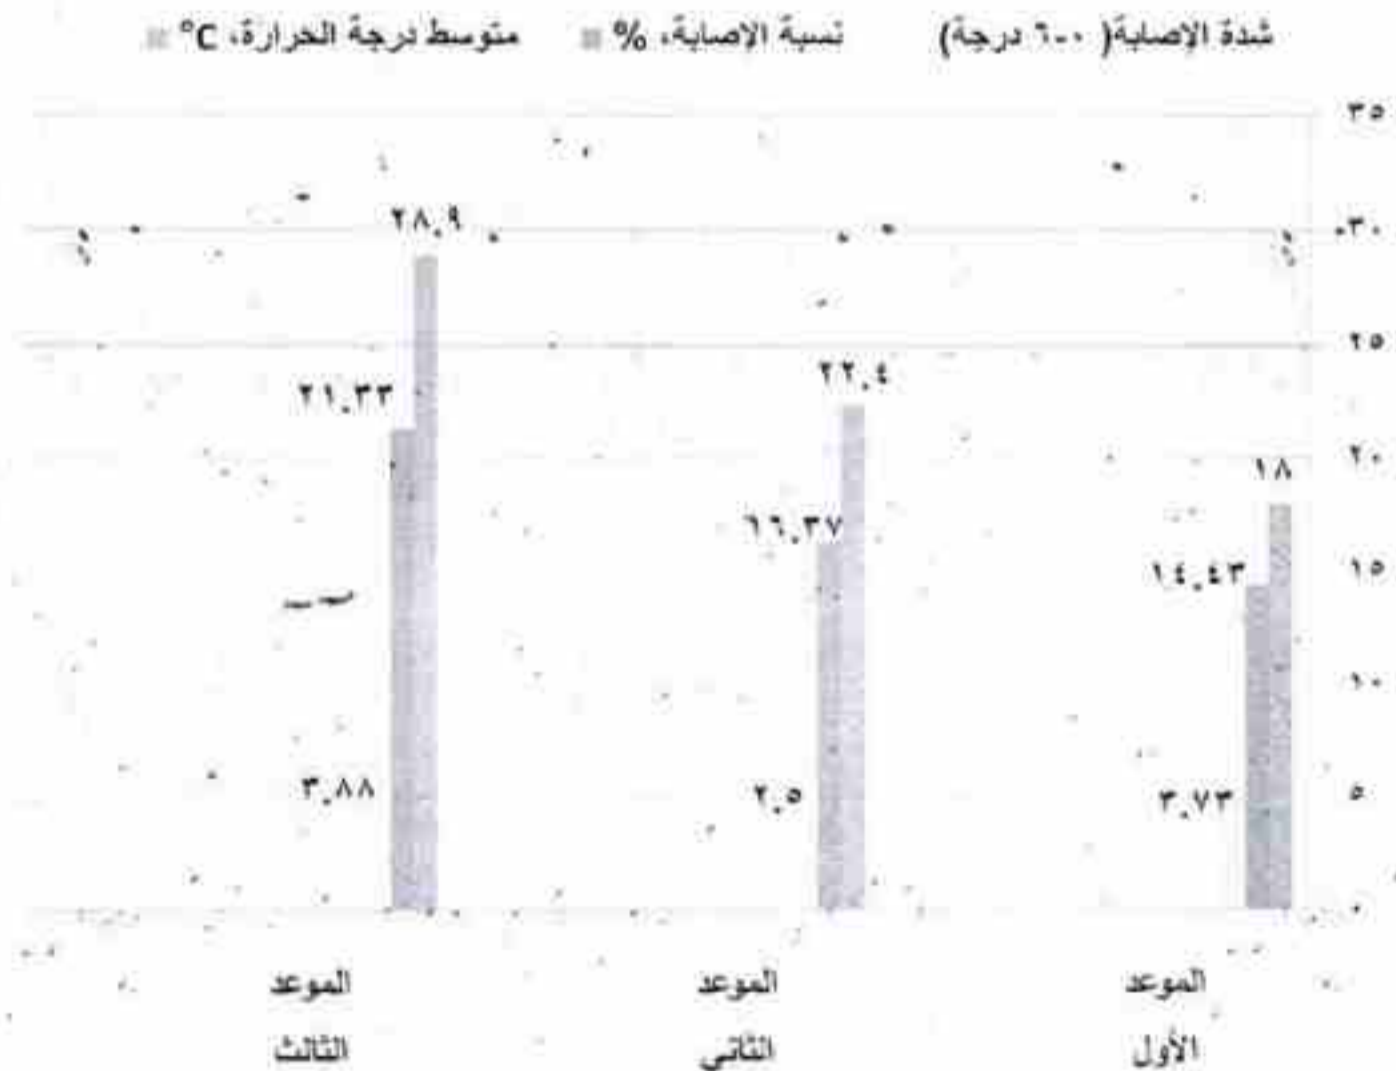 شدة الإصابة( ٠-٦ درجة) نسبة الإصابة، % متوسط درجة الحرارة، C°
٣٥
٣٠
٢٥
٢٠
١٥
١٠
٥
٠
١٨
١٤.٤٣
٣.٧٣
٢٢.٤
١٦.٣٧
٢.٥
٢٨.٩
٢١.٣٣
٣.٨٨
الموعد
الأول
الموعد
الثاني
الموعد
الثالث